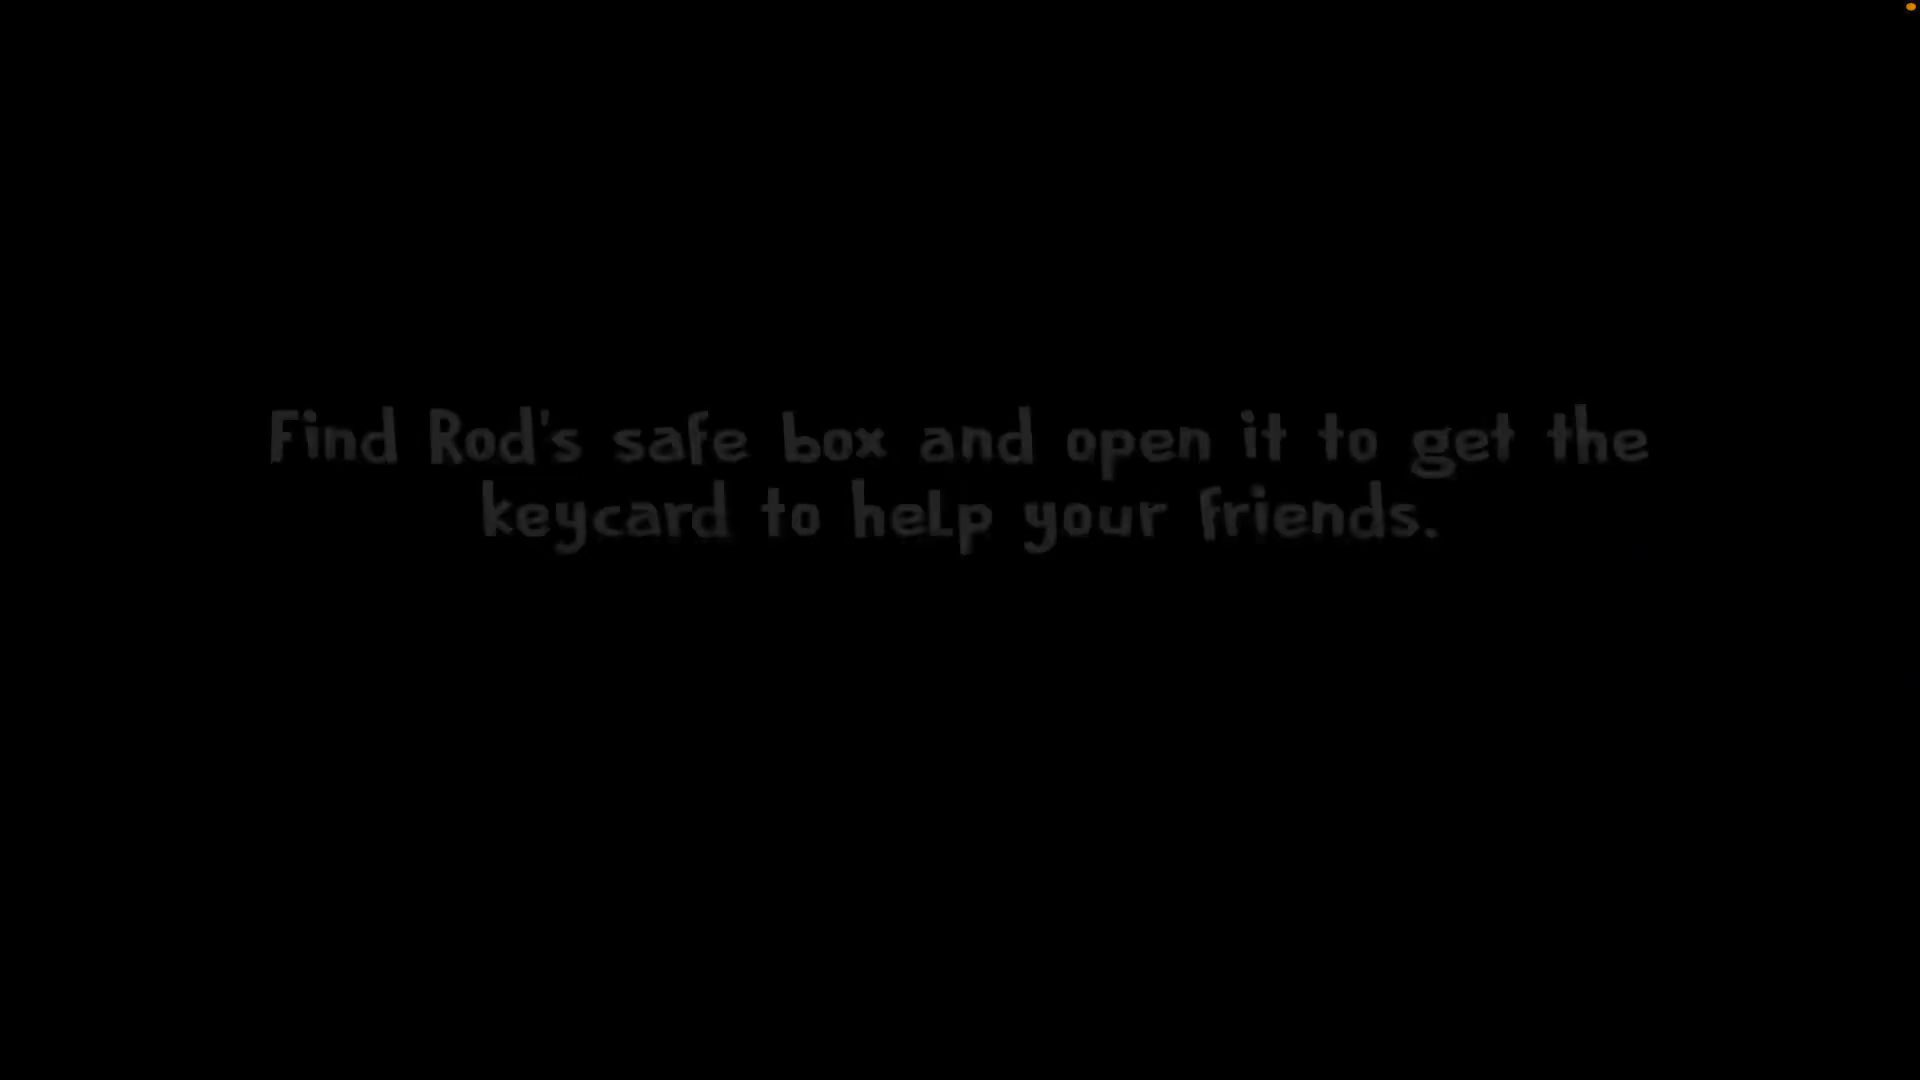 Find Rod's safe box and open it to get the
keycard to help your friends.